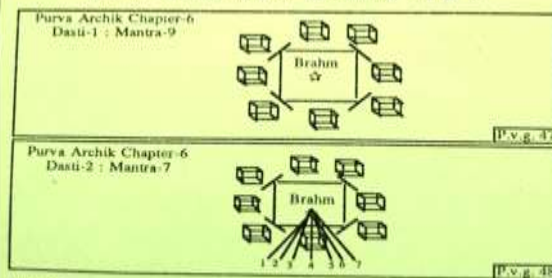 Purva Archik Chapter-6
Dasti-1 : Mantra-9
Brahm
P.v.g. 47
Purva Archik Chapter-6
Dasti-2 : Mantra-7
Brahm
1 2 3 4 5 6 7
P.v.g. 48